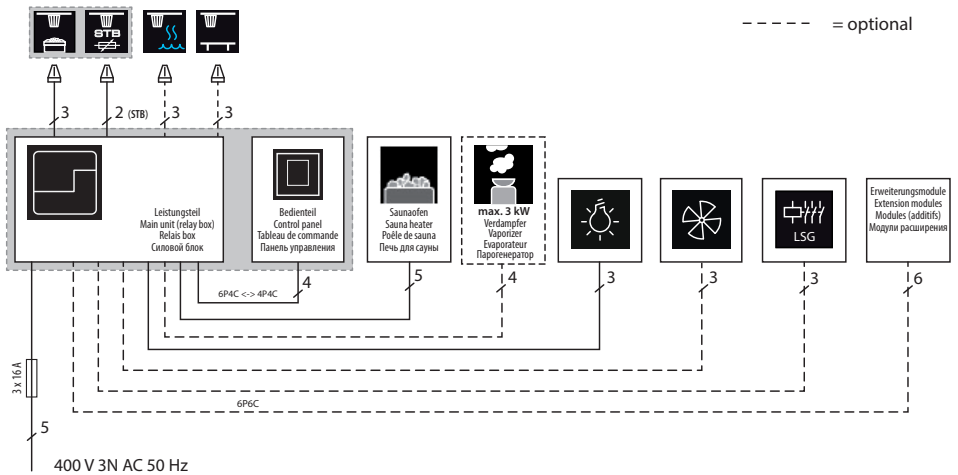 = optional
STB
3
2 (STB)
3
3
Leistungsteil
Main unit (relay box)
Relais box
Силовой блок
Bedienteil
Control panel
Tableau de commande
Панель управления
Saunaofen
Sauna heater
Poêle de sauna
Печь для сауны
max. 3 kW
Verdampfer
Vaporizer
Evaporateur
Парогенератор
LSG
Erweiterungsmodule
Extension modules
Modules (additifs)
Модули расширения
4
5
4
3
3
3
6
6P4C <-> 4P4C
3 x 16 A
6P6C
5
400 V 3N AC 50 Hz